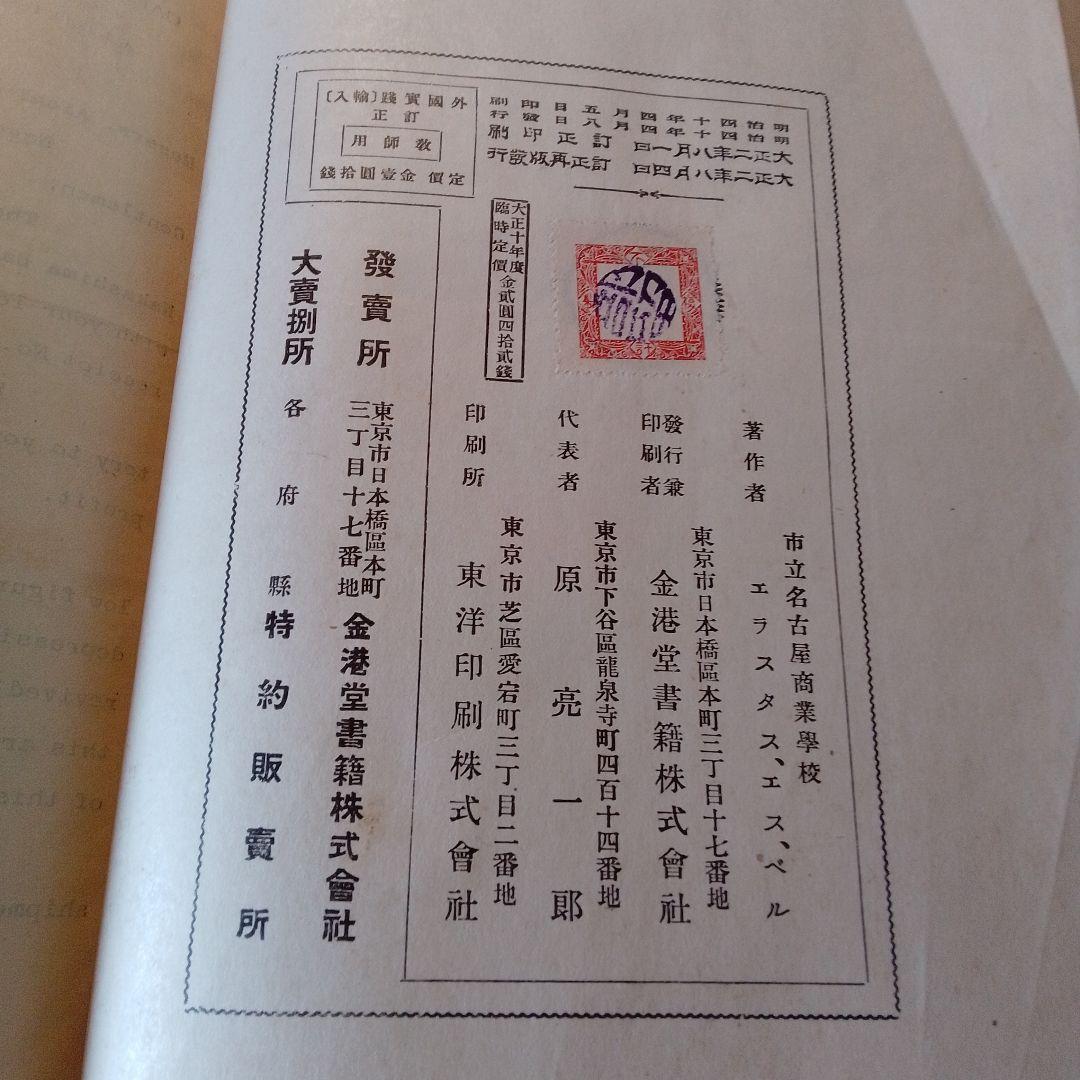 明治四十四年四月五日印刷
明治四十四年四月八日發行
大正二年八月一日訂正印刷
大正二年八月四日訂正再版發行
外國實踐〔輸入〕
訂正
教師用
定價金壹圓拾錢
大正十年度
臨時定價
金貳圓四拾貳錢
著作者
市立名古屋商業學校
エラスタス、エス、ベル
發行兼
印刷者
東京市日本橋區本町三丁目十七番地
金港堂書籍株式會社
代表者
東京市下谷區龍泉寺町四百十四番地
原亮一郎
印刷所
東京市芝區愛宕町三丁目二番地
東洋印刷株式會社
發賣所
東京市日本橋區本町
三丁目十七番地
金港堂書籍株式會社
大賣捌所
各府縣特約販賣所